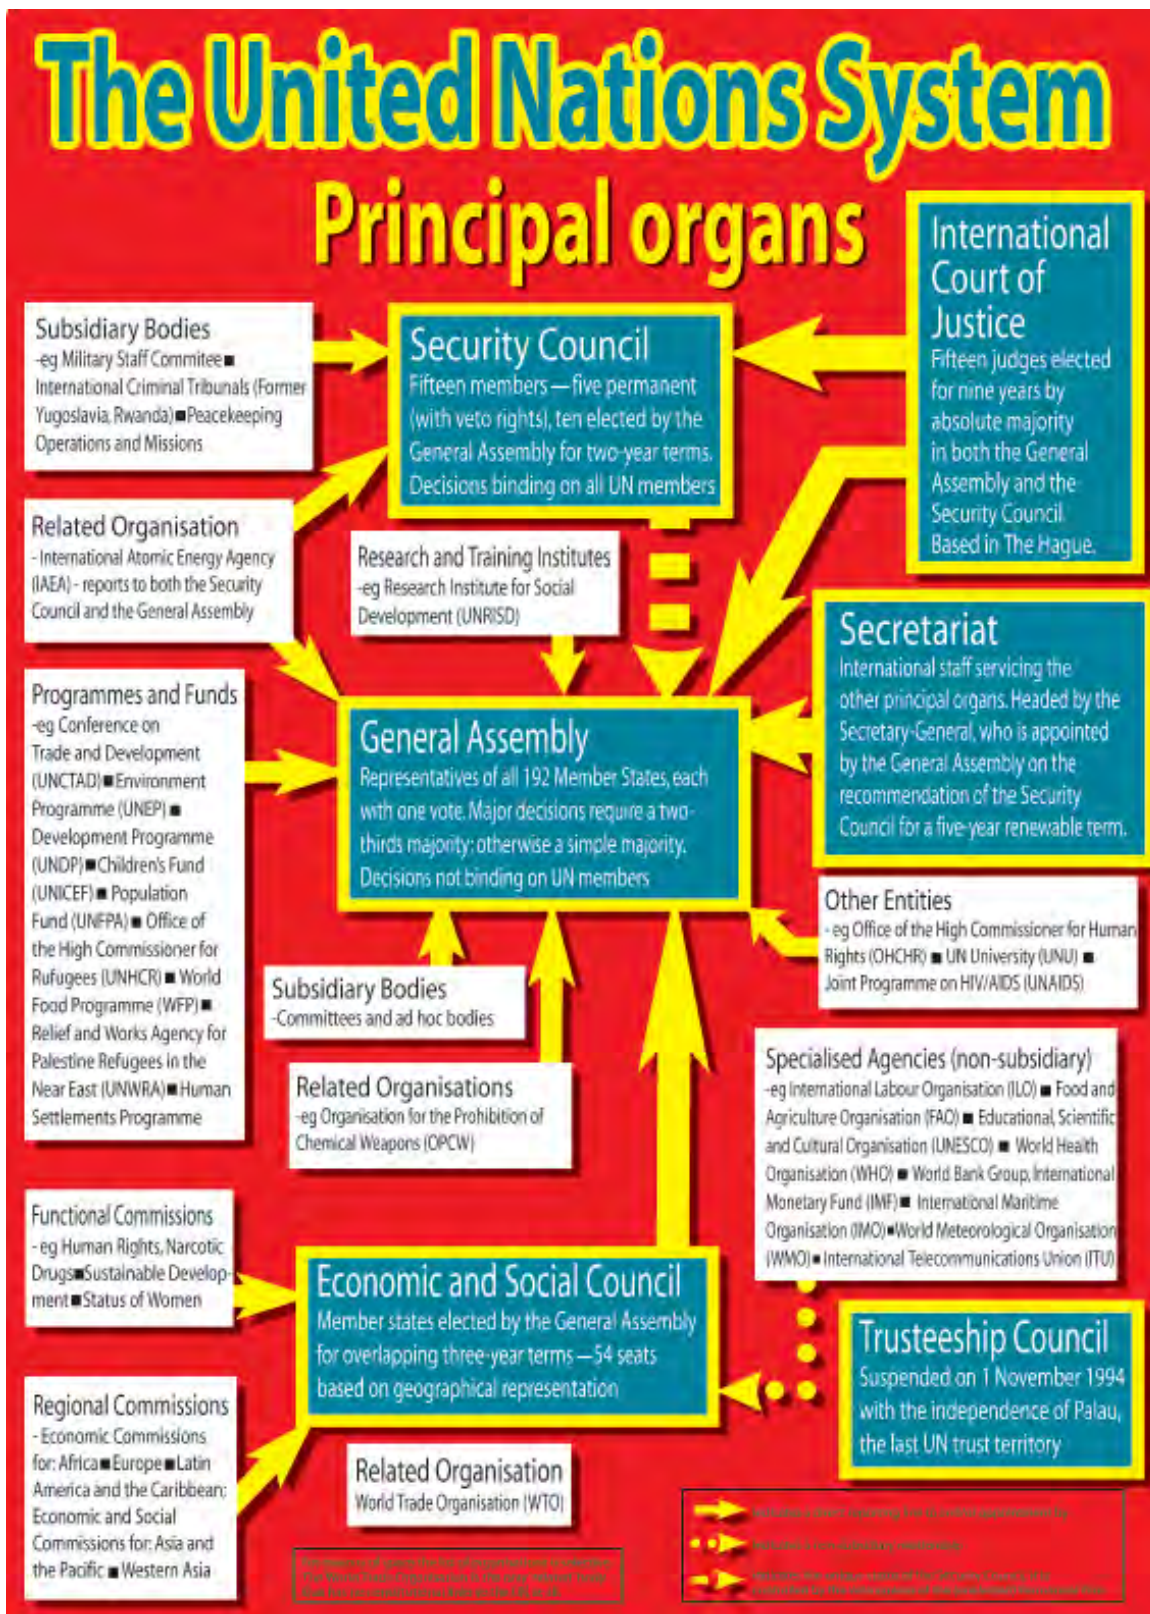 The United Nations System
Principal organs
International
Court of
Justice
Fifteen judges elected
for nine years by
absolute majority
in both the General
Assembly and the
Security Council.
Based in The Hague.
Subsidiary Bodies
-eg Military Staff Commitee ■
International Criminal Tribunals (Former
Yugoslavia, Rwanda) ■ Peacekeeping
Operations and Missions
Security Council
Fifteen members — five permanent
(with veto rights), ten elected by the
General Assembly for two-year terms.
Decisions binding on all UN members
Related Organisation
- International Atomic Energy Agency
(IAEA) - reports to both the Security
Council and the General Assembly
Research and Training Institutes
-eg Research Institute for Social
Development (UNRISD)
Secretariat
International staff servicing the
other principal organs. Headed by the
Secretary-General, who is appointed
by the General Assembly on the
recommendation of the Security
Council for a five-year renewable term.
Programmes and Funds
-eg Conference on
Trade and Development
(UNCTAD) ■ Environment
Programme (UNEP) ■
Development Programme
(UNDP) ■ Children's Fund
(UNICEF) ■ Population
Fund (UNFPA) ■ Office of
the High Commissioner for
Rufugees (UNHCR) ■ World
Food Programme (WFP) ■
Relief and Works Agency for
Palestine Refugees in the
Near East (UNWRA) ■ Human
Settlements Programme
General Assembly
Representatives of all 192 Member States, each
with one vote. Major decisions require a two-
thirds majority; otherwise a simple majority.
Decisions not binding on UN members
Other Entities
- eg Office of the High Commissioner for Human
Rights (OHCHR) ■ UN University (UNU) ■
Joint Programme on HIV/AIDS (UNAIDS)
Subsidiary Bodies
-Committees and ad hoc bodies
Related Organisations
-eg Organisation for the Prohibition of
Chemical Weapons (OPCW)
Specialised Agencies (non-subsidiary)
-eg International Labour Organisation (ILO) ■ Food and
Agriculture Organisation (FAO) ■ Educational, Scientific
and Cultural Organisation (UNESCO) ■ World Health
Organisation (WHO) ■ World Bank Group, International
Monetary Fund (IMF) ■ International Maritime
Organisation (IMO) ■ World Meteorological Organisation
(WMO) ■ International Telecommunications Union (ITU)
Functional Commissions
- eg Human Rights, Narcotic
Drugs ■ Sustainable Develop-
ment ■ Status of Women
Economic and Social Council
Member states elected by the General Assembly
for overlapping three-year terms — 54 seats
based on geographical representation
Trusteeship Council
Suspended on 1 November 1994
with the independence of Palau,
the last UN trust territory
Regional Commissions
- Economic Commissions
for: Africa ■ Europe ■ Latin
America and the Caribbean;
Economic and Social
Commissions for: Asia and
the Pacific ■ Western Asia
Related Organisation
World Trade Organisation (WTO)